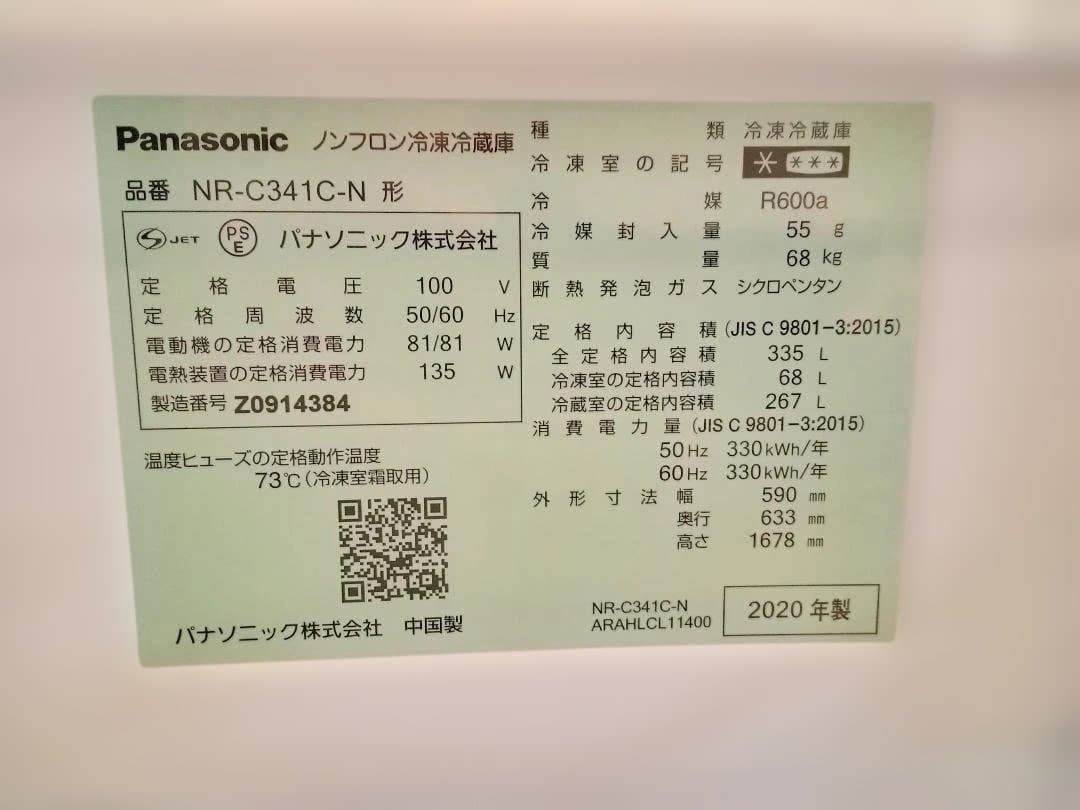 Panasonic ノンフロン冷凍冷蔵庫
品番 NR-C341C-N 形
S JET PSE パナソニック株式会社
定格電圧 100 V
定格周波数 50/60 Hz
電動機の定格消費電力 81/81 W
電熱装置の定格消費電力 135 W
製造番号 Z0914384
温度ヒューズの定格動作温度
73℃(冷凍室霜取用)
パナソニック株式会社 中国製
種類 冷凍冷蔵庫
冷凍室の記号 * ***
冷媒 R600a
冷媒封入量 55 g
質量 68 kg
断熱発泡ガス シクロペンタン
定格内容積(JIS C 9801-3:2015)
全定格内容積 335 L
冷凍室の定格内容積 68 L
冷蔵室の定格内容積 267 L
消費電力量(JIS C 9801-3:2015)
50Hz 330kWh/年
60Hz 330kWh/年
外形寸法幅 590 mm
奥行 633 mm
高さ 1678 mm
NR-C341C-N
ARAHLCL11400
2020年製